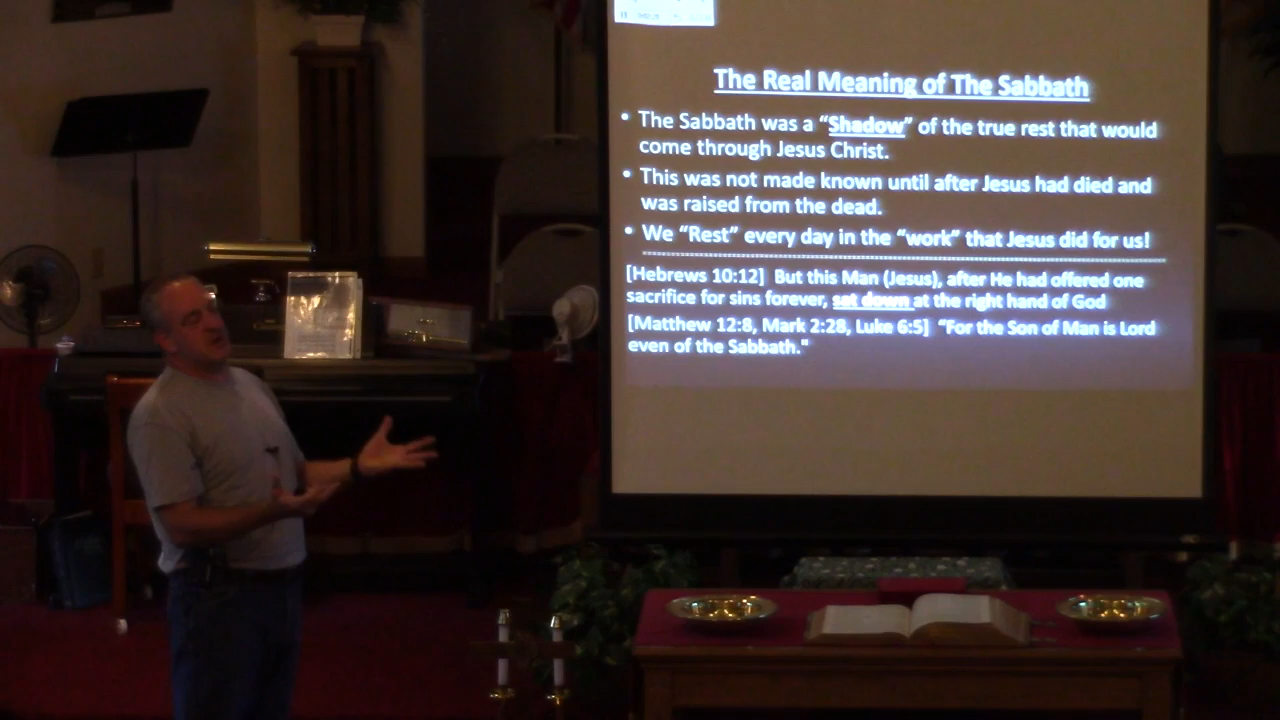 The Real Meaning of The Sabbath
• The Sabbath was a “Shadow” of the true rest that would
come through Jesus Christ.
• This was not made known until after Jesus had died and
was raised from the dead.
• We “Rest” every day in the “work” that Jesus did for us!
[Hebrews 10:12] But this Man (Jesus), after He had offered one
sacrifice for sins forever, sat down at the right hand of God
[Matthew 12:8, Mark 2:28, Luke 6:5] “For the Son of Man is Lord
even of the Sabbath."